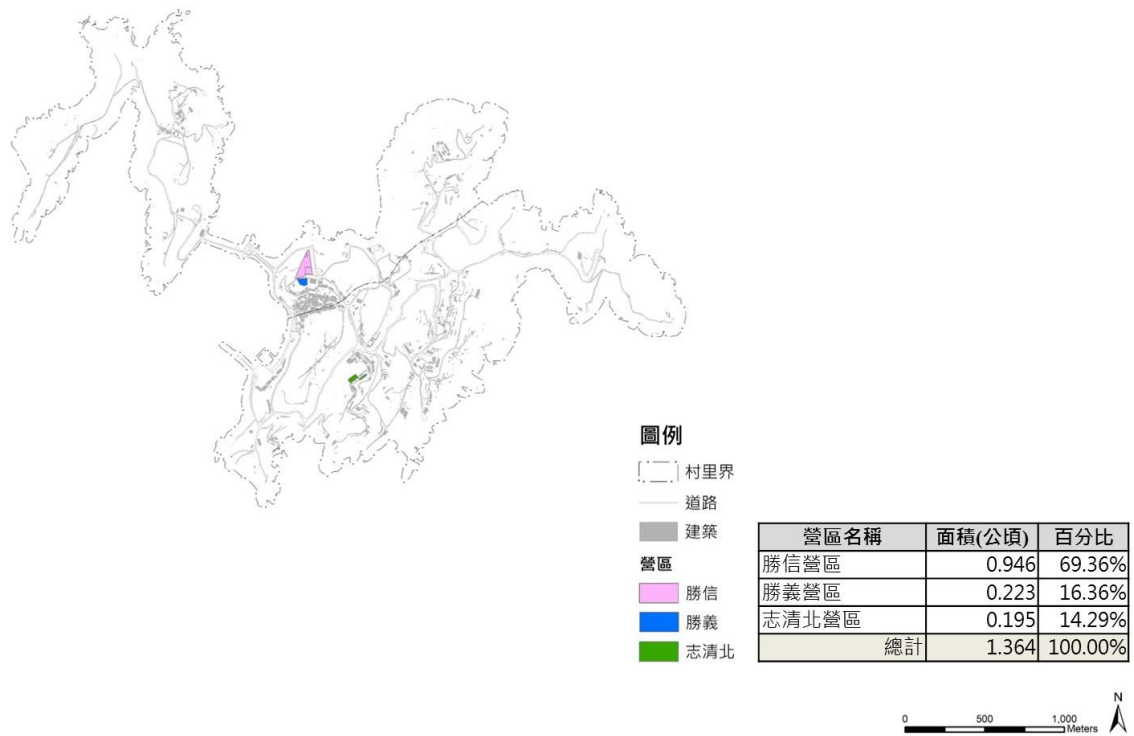 圖例
村里界
道路
建築
營區
勝信
勝義
志清北
營區名稱 面積(公頃) 百分比
勝信營區 0.946 69.36%
勝義營區 0.223 16.36%
志清北營區 0.195 14.29%
總計 1.364 100.00%
N
0 500 1,000
Meters